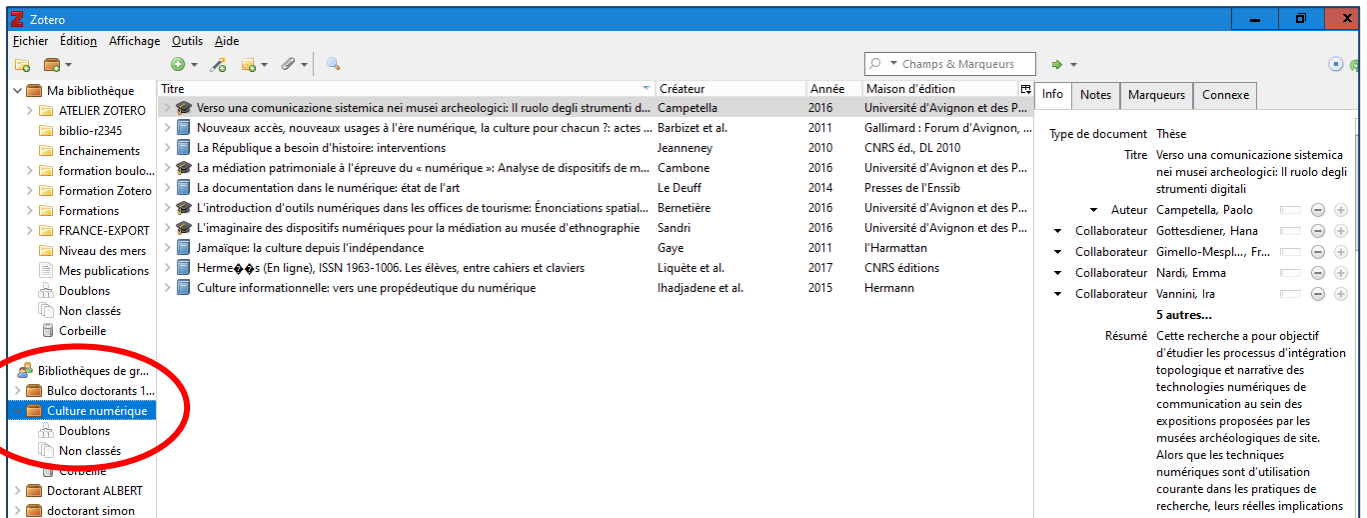 Zotero
Fichier Édition Affichage Outils Aide
Champs & Marqueurs
Ma bibliothèque
ATELIER ZOTERO
biblio-r2345
Enchainements
formation boulo...
Formation Zotero
Formations
FRANCE-EXPORT
Niveau des mers
Mes publications
Doublons
Non classés
Corbeille
Bibliothèques de gr...
Bulco doctorants 1...
Culture numérique
Doublons
Non classés
Corbeille
Doctorant ALBERT
doctorant simon
Titre Créateur Année Maison d'édition
Verso una comunicazione sistemica nei musei archeologici: Il ruolo degli strumenti d... Campetella 2016 Université d'Avignon et des P...
Nouveaux accès, nouveaux usages à l'ère numérique, la culture pour chacun ?: actes ... Barbizet et al. 2011 Gallimard : Forum d'Avignon, ...
La République a besoin d'histoire: interventions Jeanneney 2010 CNRS éd., DL 2010
La médiation patrimoniale à l'épreuve du « numérique »: Analyse de dispositifs de m... Cambone 2016 Université d'Avignon et des P...
La documentation dans le numérique: état de l'art Le Deuff 2014 Presses de l'Enssib
L'introduction d'outils numériques dans les offices de tourisme: Énonciations spatial... Bernetière 2016 Université d'Avignon et des P...
L'imaginaire des dispositifs numériques pour la médiation au musée d'ethnographie Sandri 2016 Université d'Avignon et des P...
Jamaïque: la culture depuis l'indépendance Gaye 2011 l'Harmattan
Herme��s (En ligne), ISSN 1963-1006. Les élèves, entre cahiers et claviers Liquète et al. 2017 CNRS éditions
Culture informationnelle: vers une propédeutique du numérique Ihadjadene et al. 2015 Hermann
Info Notes Marqueurs Connexe
Type de document Thèse
Titre Verso una comunicazione sistemica
nei musei archeologici: Il ruolo degli
strumenti digitali
Auteur Campetella, Paolo
Collaborateur Gottesdiener, Hana
Collaborateur Gimello-Mespl..., Fr...
Collaborateur Nardi, Emma
Collaborateur Vannini, Ira
5 autres...
Résumé Cette recherche a pour objectif
d'étudier les processus d'intégration
topologique et narrative des
technologies numériques de
communication au sein des
expositions proposées par les
musées archéologiques de site.
Alors que les techniques
numériques sont d'utilisation
courante dans les pratiques de
recherche, leurs réelles implications